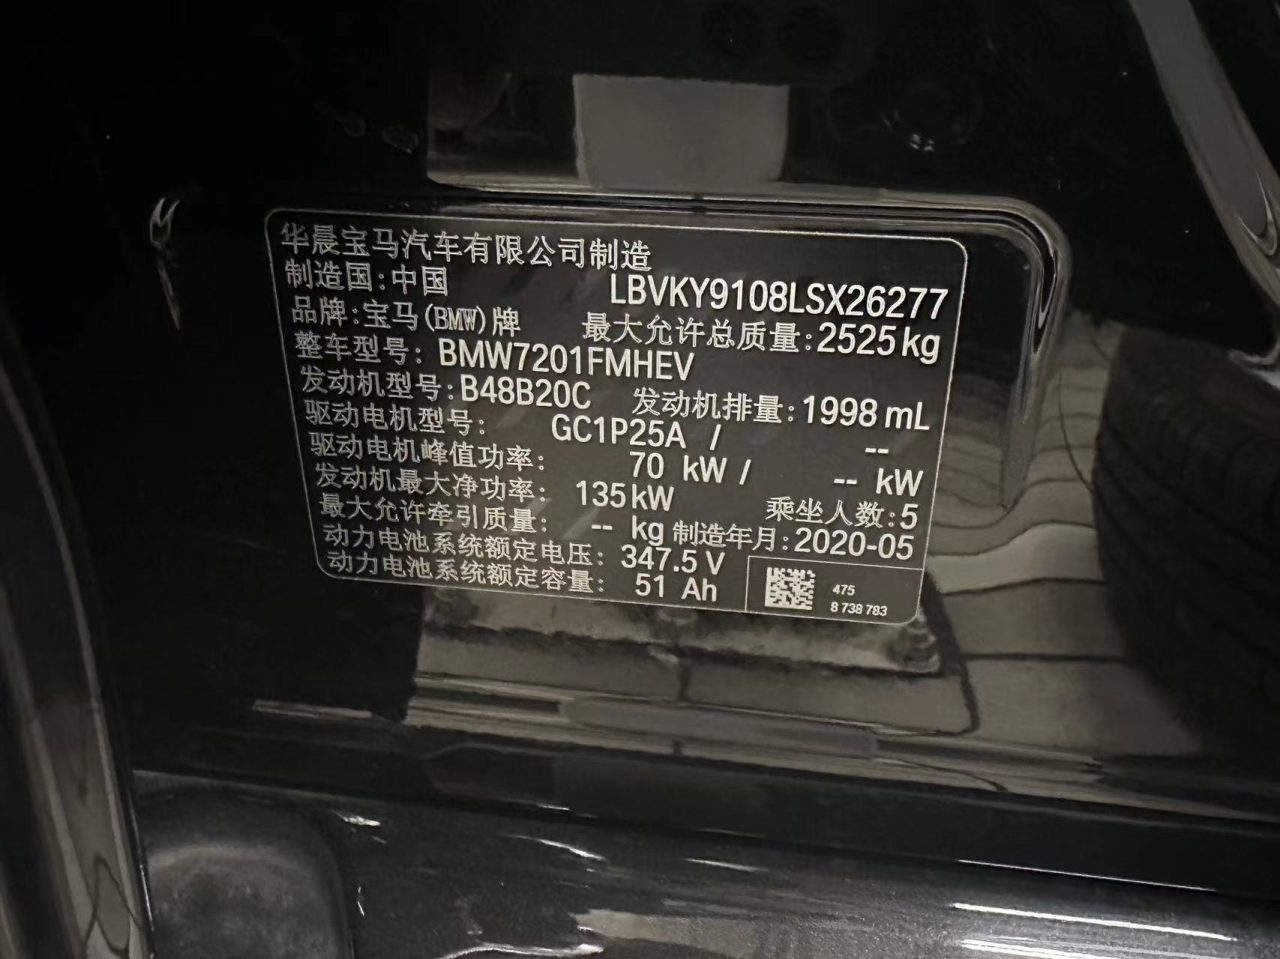 华晨宝马汽车有限公司制造
制造国:中国 LBVKY9108LSX26277
品牌:宝马(BMW)牌 最大允许总质量:2525kg
整车型号: BMW7201FMHEV
发动机型号:B48B20C 发动机排量:1998 mL
驱动电机型号: GC1P25A / --
驱动电机峰值功率: 70 kW / -- kW
发动机最大净功率: 135kW 乘坐人数:5
最大允许牵引质量: -- kg 制造年月:2020-05
动力电池系统额定电压: 347.5 V
动力电池系统额定容量: 51 Ah
475
8 738 783